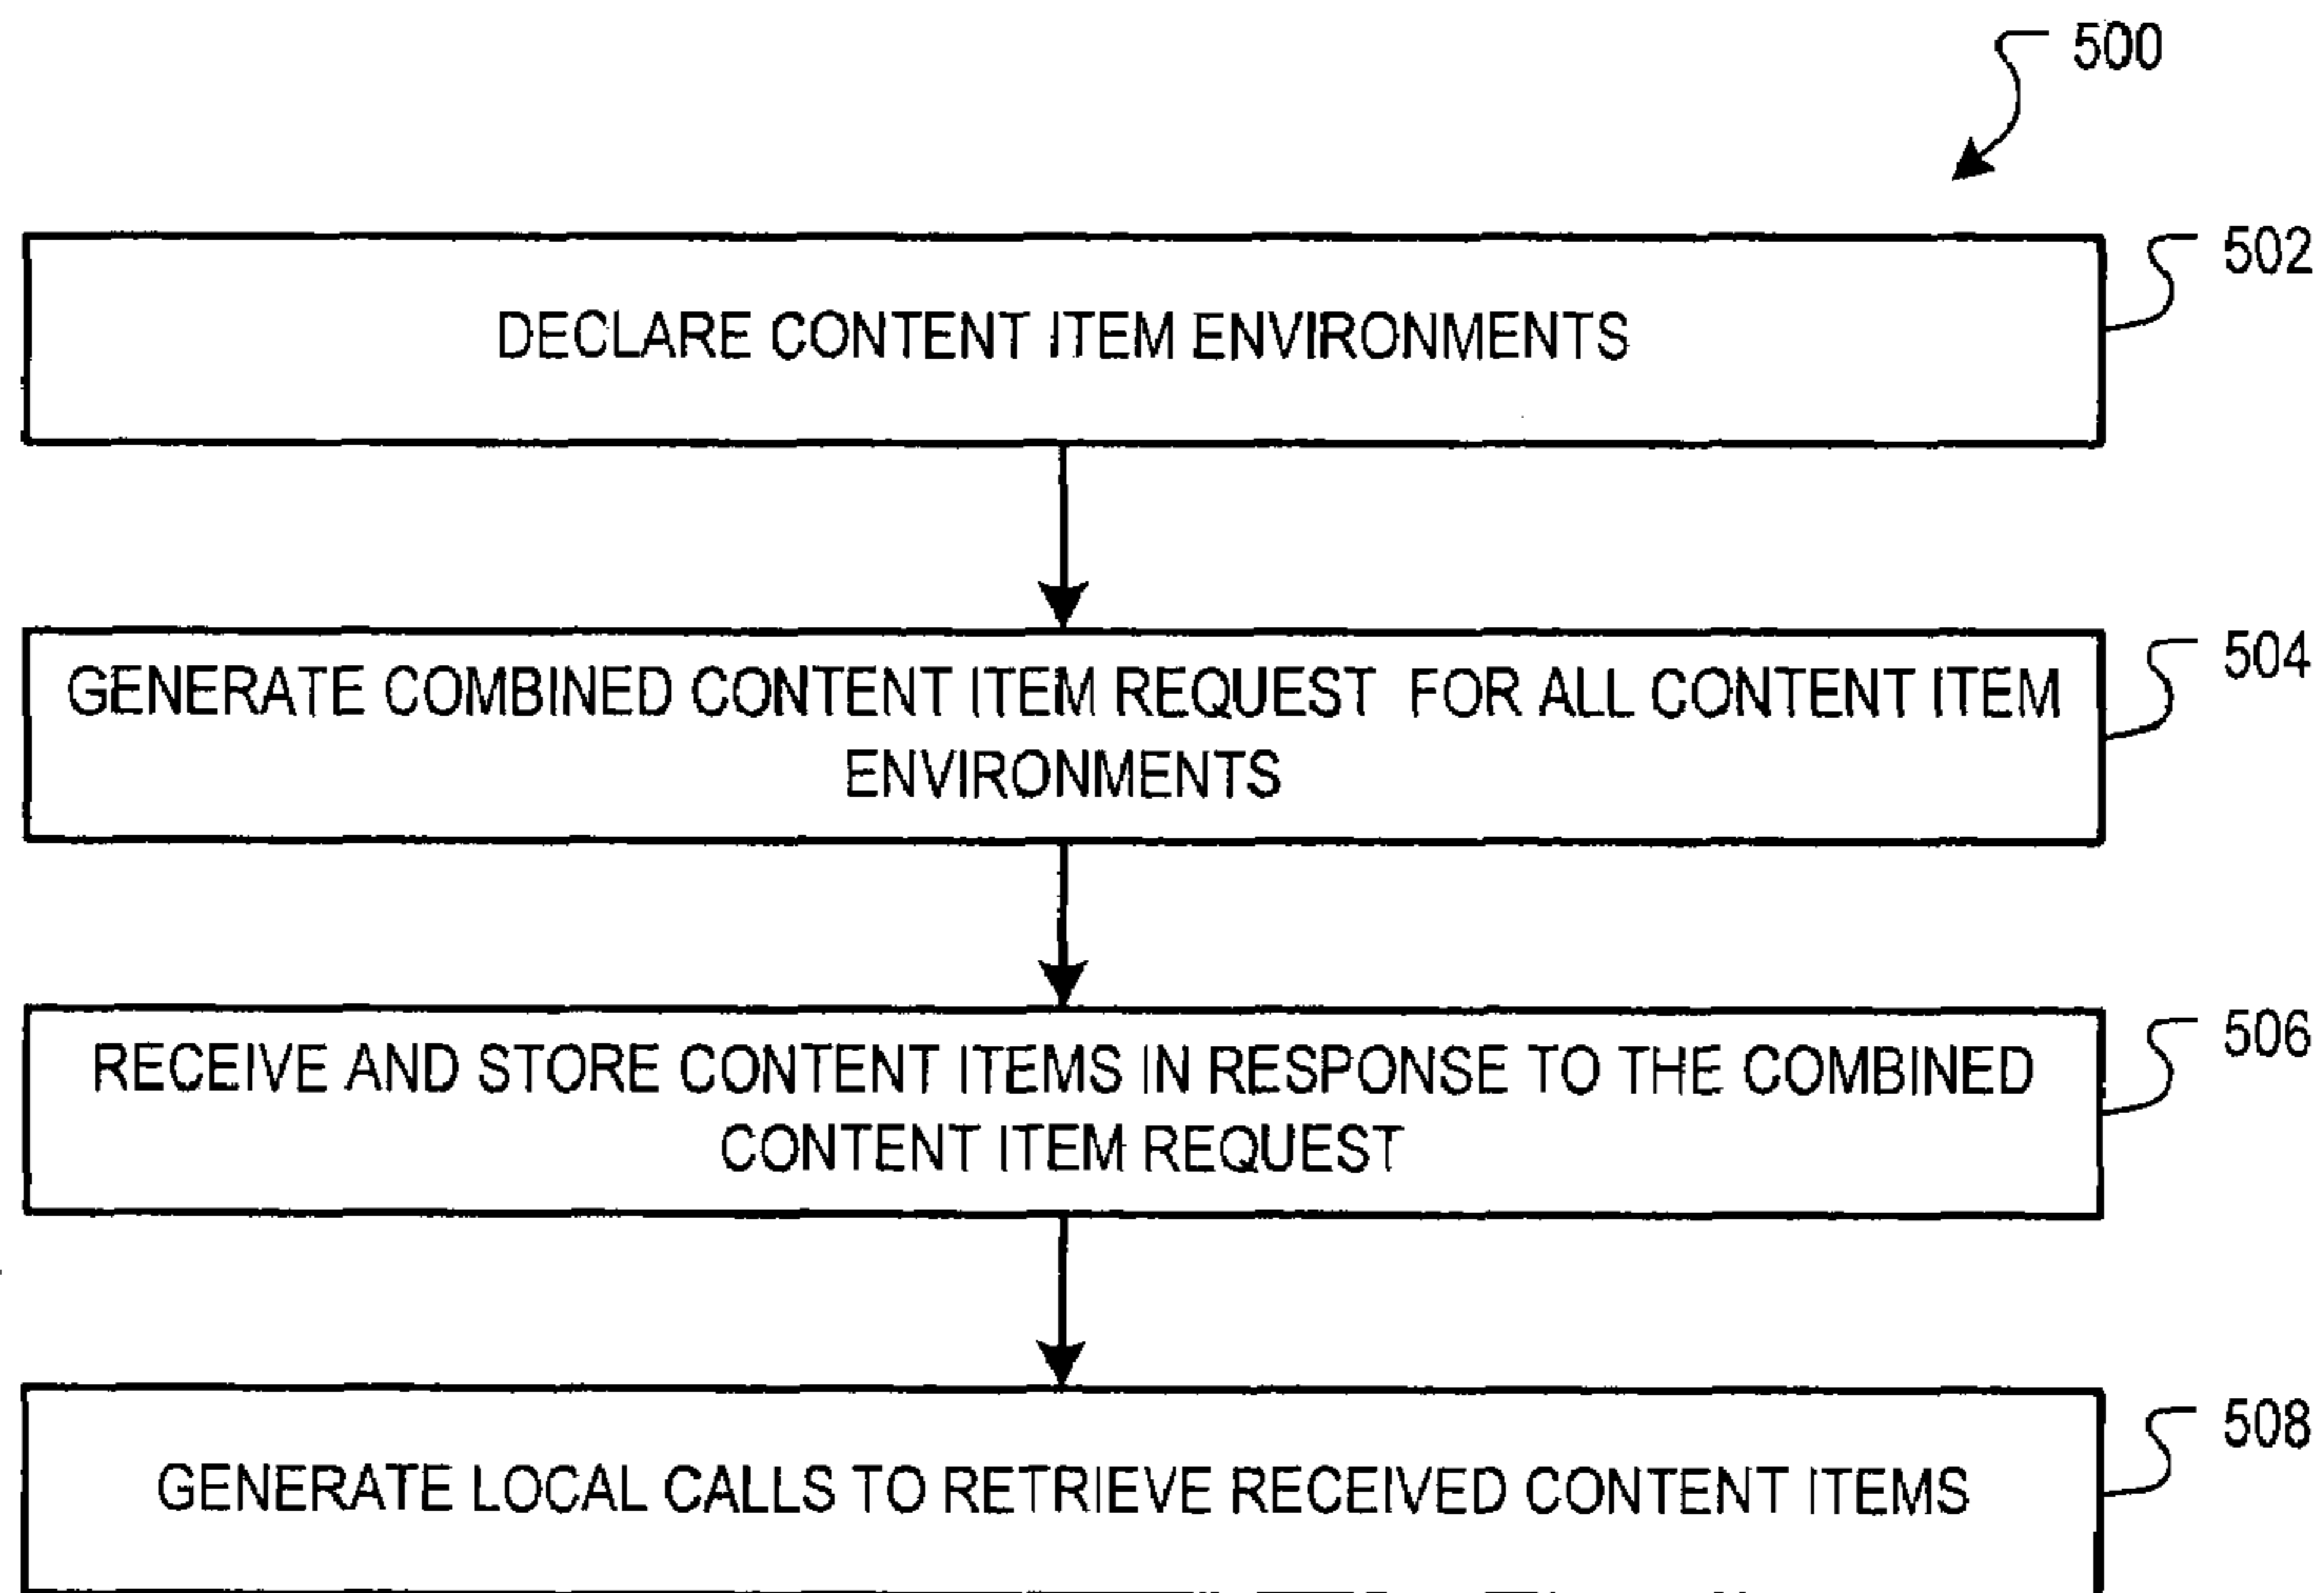 500
502
DECLARE CONTENT ITEM ENVIRONMENTS
504
GENERATE COMBINED CONTENT ITEM REQUEST FOR ALL CONTENT ITEM
ENVIRONMENTS
506
RECEIVE AND STORE CONTENT ITEMS IN RESPONSE TO THE COMBINED
CONTENT ITEM REQUEST
508
GENERATE LOCAL CALLS TO RETRIEVE RECEIVED CONTENT ITEMS